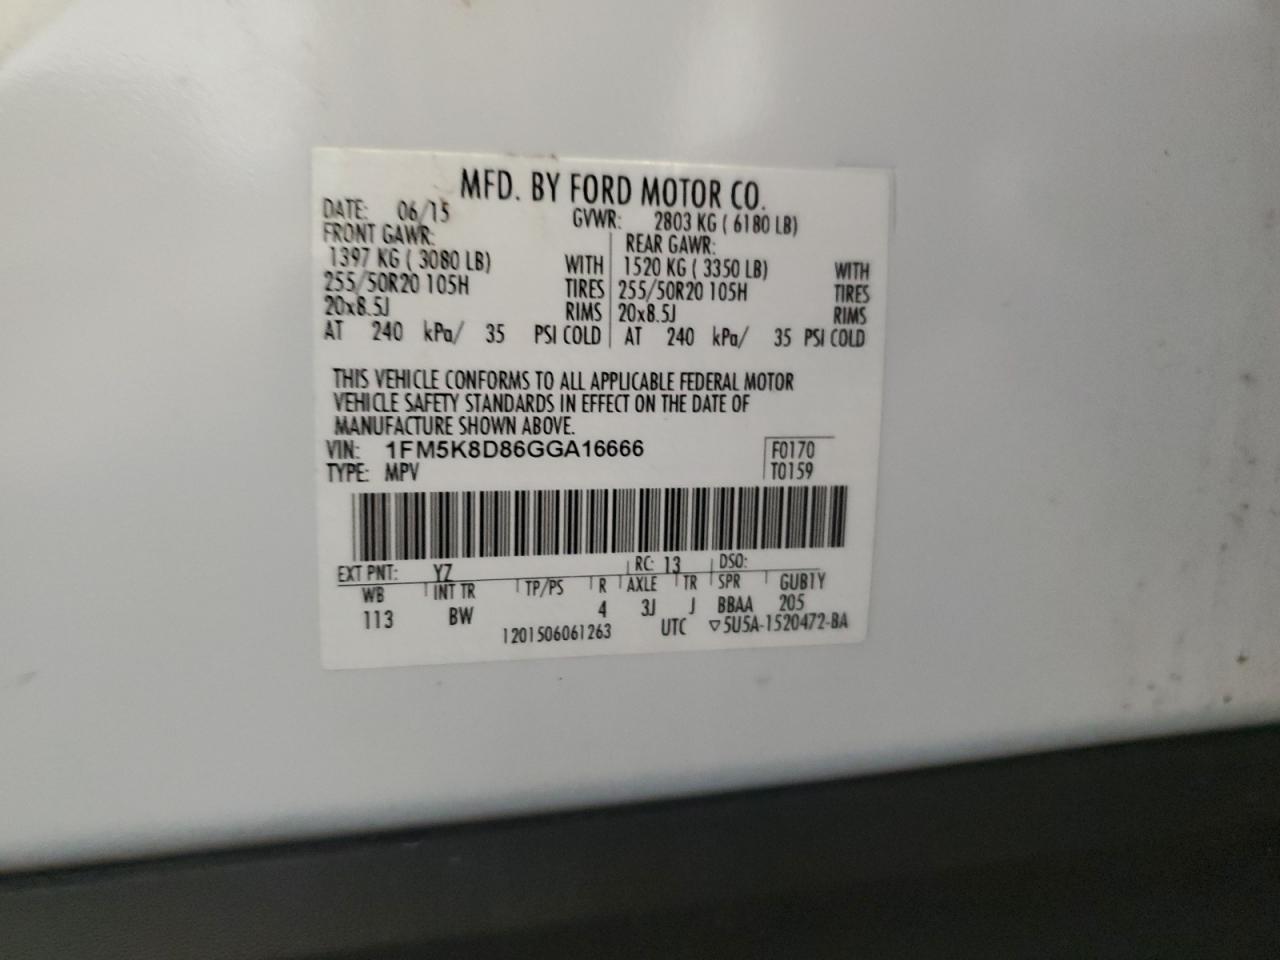 MFD. BY FORD MOTOR CO.
DATE: 06/15 GVWR: 2803 KG ( 6180 LB)
FRONT GAWR: REAR GAWR:
1397 KG ( 3080 LB) WITH 1520 KG ( 3350 LB) WITH
255/50R20 105H TIRES 255/50R20 105H TIRES
20x8.5J RIMS 20x8.5J RIMS
AT 240 kPa/ 35 PSI COLD AT 240 kPa/ 35 PSI COLD
THIS VEHICLE CONFORMS TO ALL APPLICABLE FEDERAL MOTOR
VEHICLE SAFETY STANDARDS IN EFFECT ON THE DATE OF
MANUFACTURE SHOWN ABOVE.
VIN: 1FM5K8D86GGA16666 F0170
TYPE: MPV T0159
EXT PNT: YZ RC: 13 DSO:
WB INT TR TP/PS R AXLE TR SPR GUB1Y
113 BW 4 3J J BBAA 205
1201506061263 UTC ▽5U5A-1520472-BA